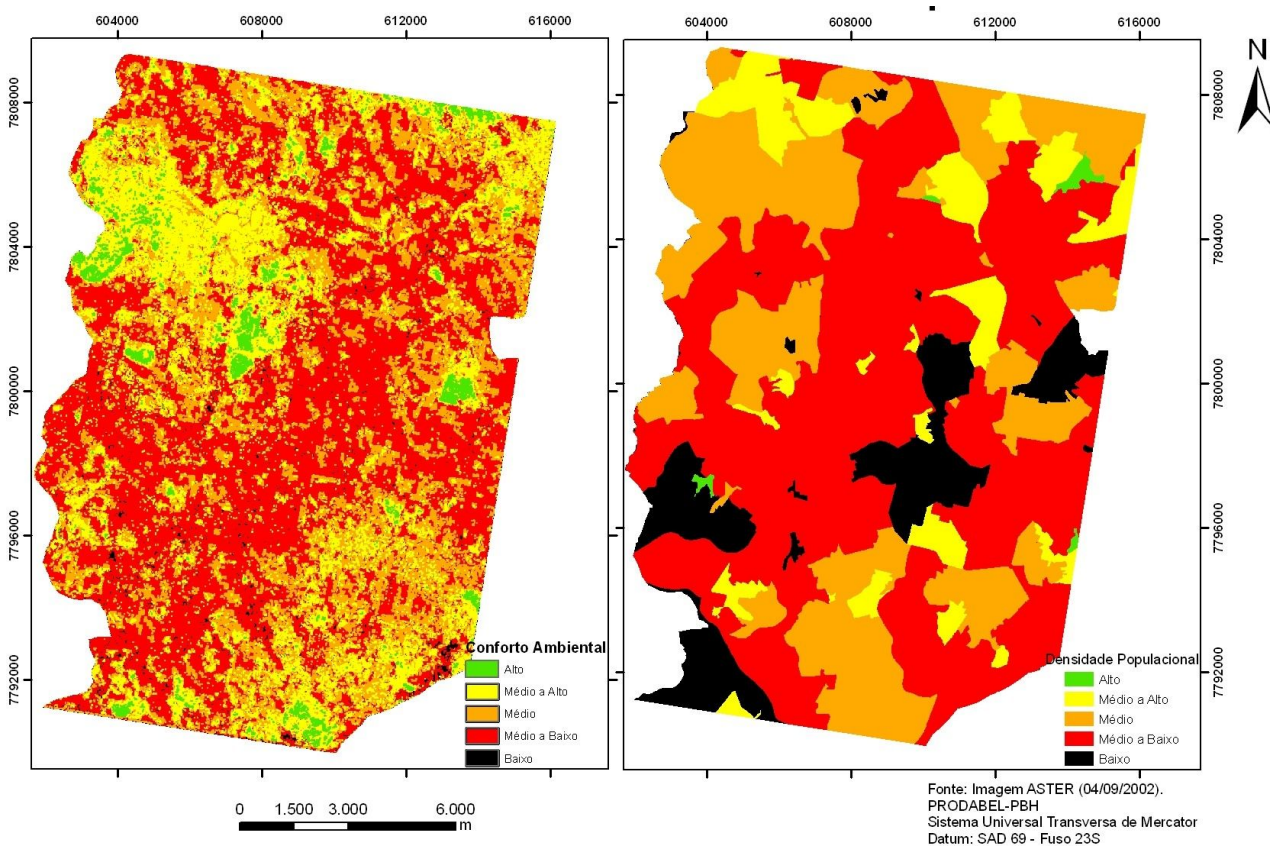 604000 608000 612000 616000
604000 608000 612000 616000
N
7808000 7804000 7800000 7796000 7792000
7808000 7804000 7800000 7796000 7792000
Conforto Ambiental
Alto
Médio a Alto
Médio
Médio a Baixo
Baixo
Densidade Populacional
Alto
Médio a Alto
Médio
Médio a Baixo
Baixo
0 1.500 3.000 6.000
m
Fonte: Imagem ASTER (04/09/2002).
PRODABEL-PBH
Sistema Universal Transversa de Mercator
Datum: SAD 69 - Fuso 23S